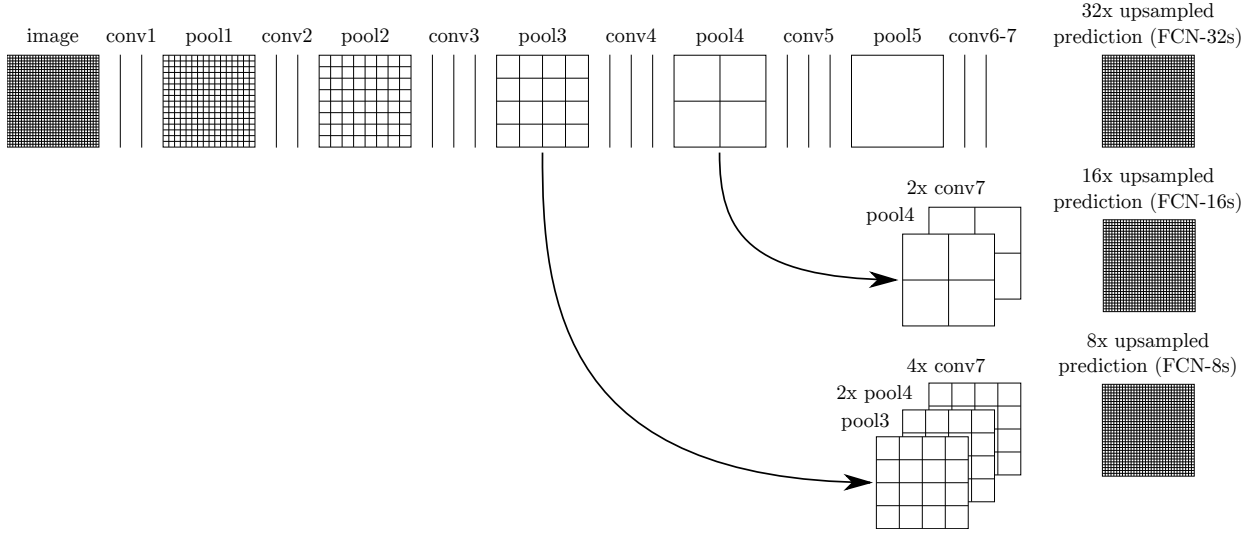 image
conv1
pool1
conv2
pool2
conv3
pool3
conv4
pool4
conv5
pool5
conv6-7
32x upsampled
prediction (FCN-32s)
2x conv7
pool4
16x upsampled
prediction (FCN-16s)
4x conv7
2x pool4
pool3
8x upsampled
prediction (FCN-8s)